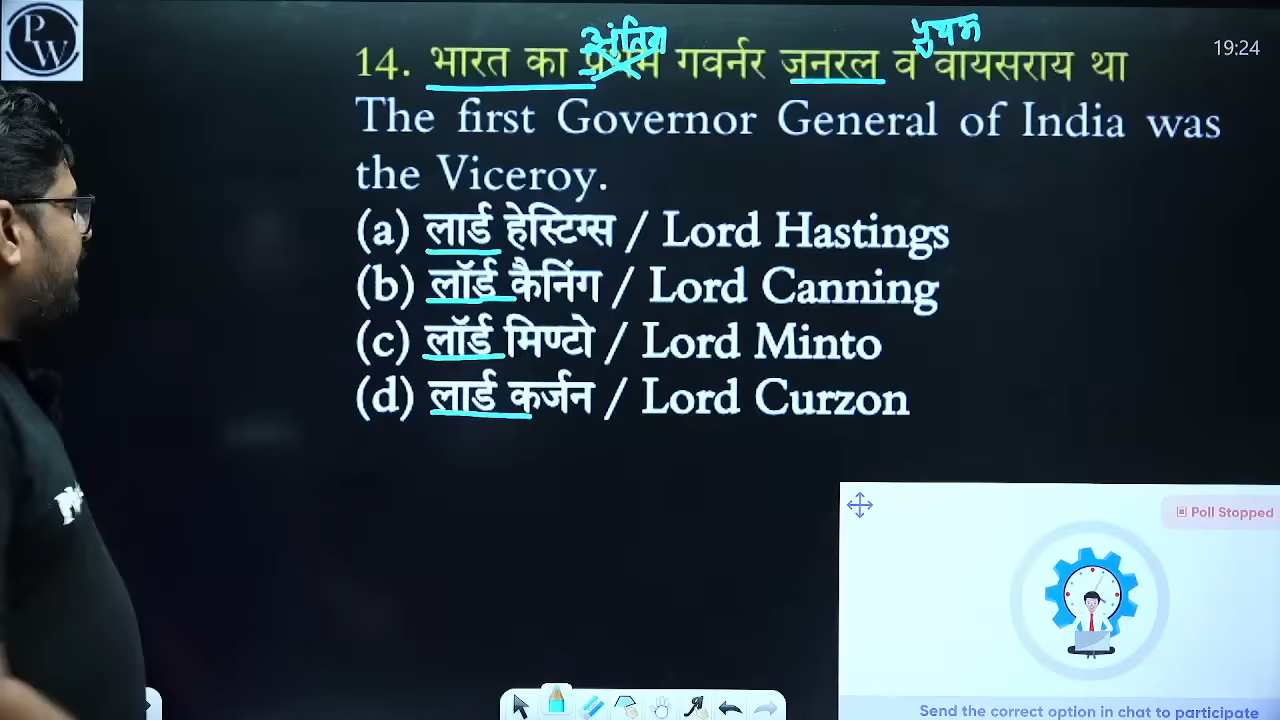 PW
19:24
अंतिम
प्रथम
14. भारत का प्रथम गवर्नर जनरल व वायसराय था
The first Governor General of India was
the Viceroy.
(a) लार्ड हेस्टिग्स / Lord Hastings
(b) लॉर्ड कैनिंग / Lord Canning
(c) लॉर्ड मिण्टो / Lord Minto
(d) लार्ड कर्जन / Lord Curzon
Poll Stopped
Send the correct option in chat to participate